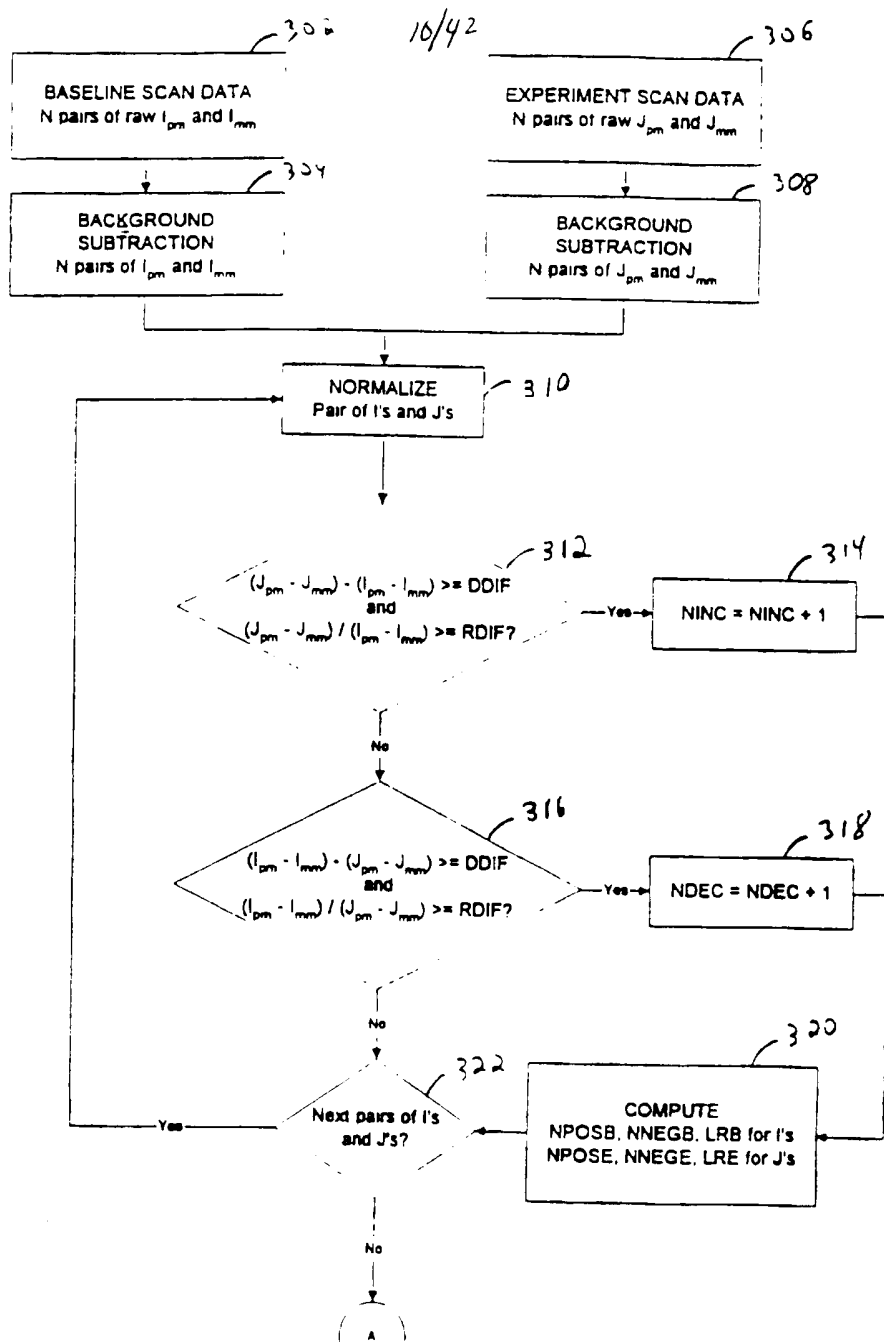 302
10/42
306
BASELINE SCAN DATA
N pairs of raw I_pm and I_mm
EXPERIMENT SCAN DATA
N pairs of raw J_pm and J_mm
304
308
BACKGROUND
SUBTRACTION
N pairs of I_pm and I_mm
BACKGROUND
SUBTRACTION
N pairs of J_pm and J_mm
NORMALIZE
Pair of I's and J's
310
312
314
(J_pm - J_mm) - (I_pm - I_mm) >= DDIF
and
(J_pm - J_mm) / (I_pm - I_mm) >= RDIF?
Yes
NINC = NINC + 1
No
316
318
(I_pm - I_mm) - (J_pm - J_mm) >= DDIF
and
(I_pm - I_mm) / (J_pm - J_mm) >= RDIF?
Yes
NDEC = NDEC + 1
No
322
320
Next pairs of I's
and J's?
Yes
COMPUTE
NPOSB, NNEGB, LRB for I's
NPOSE, NNEGE, LRE for J's
No
A